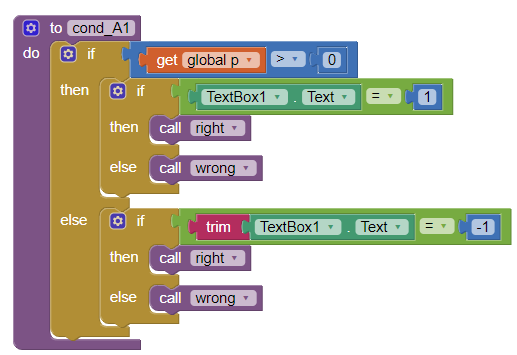 to cond_A1
do if get global p > 0
then if TextBox1 . Text = 1
then call right
else call wrong
else if trim TextBox1 . Text = -1
then call right
else call wrong